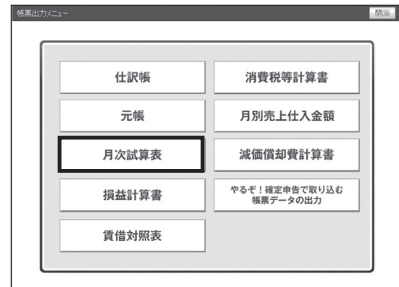 帳票出力メニュー
閉じる
仕訳帳
消費税等計算書
元帳
月別売上仕入金額
月次試算表
減価償却費計算書
損益計算書
やるぞ！確定申告で取り込む
帳票データの出力
賃借対照表